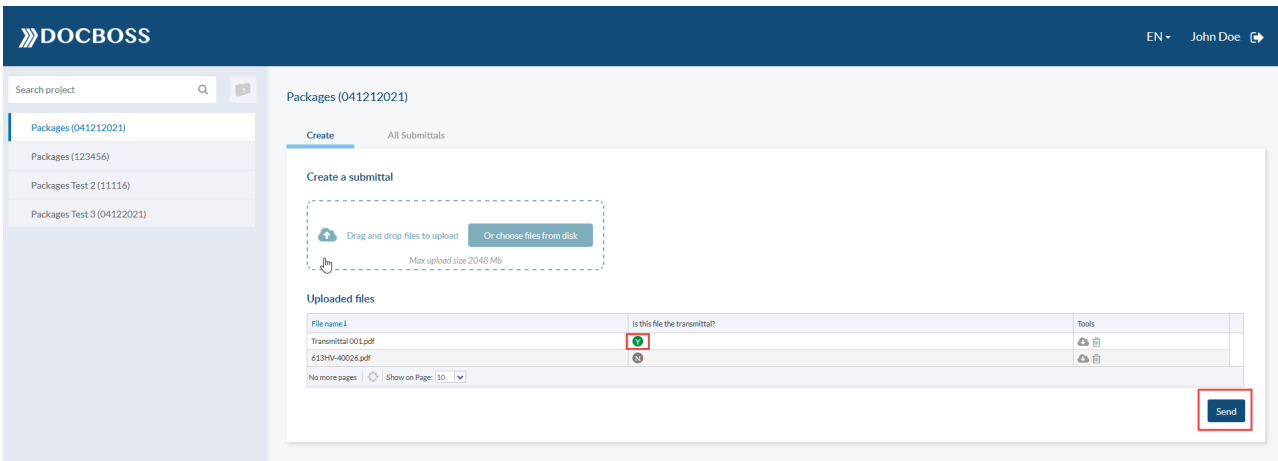 DOCBOSS
EN
John Doe
Search project
Packages (041212021)
Packages (123456)
Packages Test 2 (11116)
Packages Test 3 (04122021)
Packages (041212021)
Create
All Submittals
Create a submittal
Drag and drop files to upload
Or choose files from disk
Max upload size 2048 Mb
Uploaded files
File name Is this file the transmittal? Tools
Transmittal 001.pdf Y
613HV-40026.pdf N
No more pages Show on Page: 10
Send